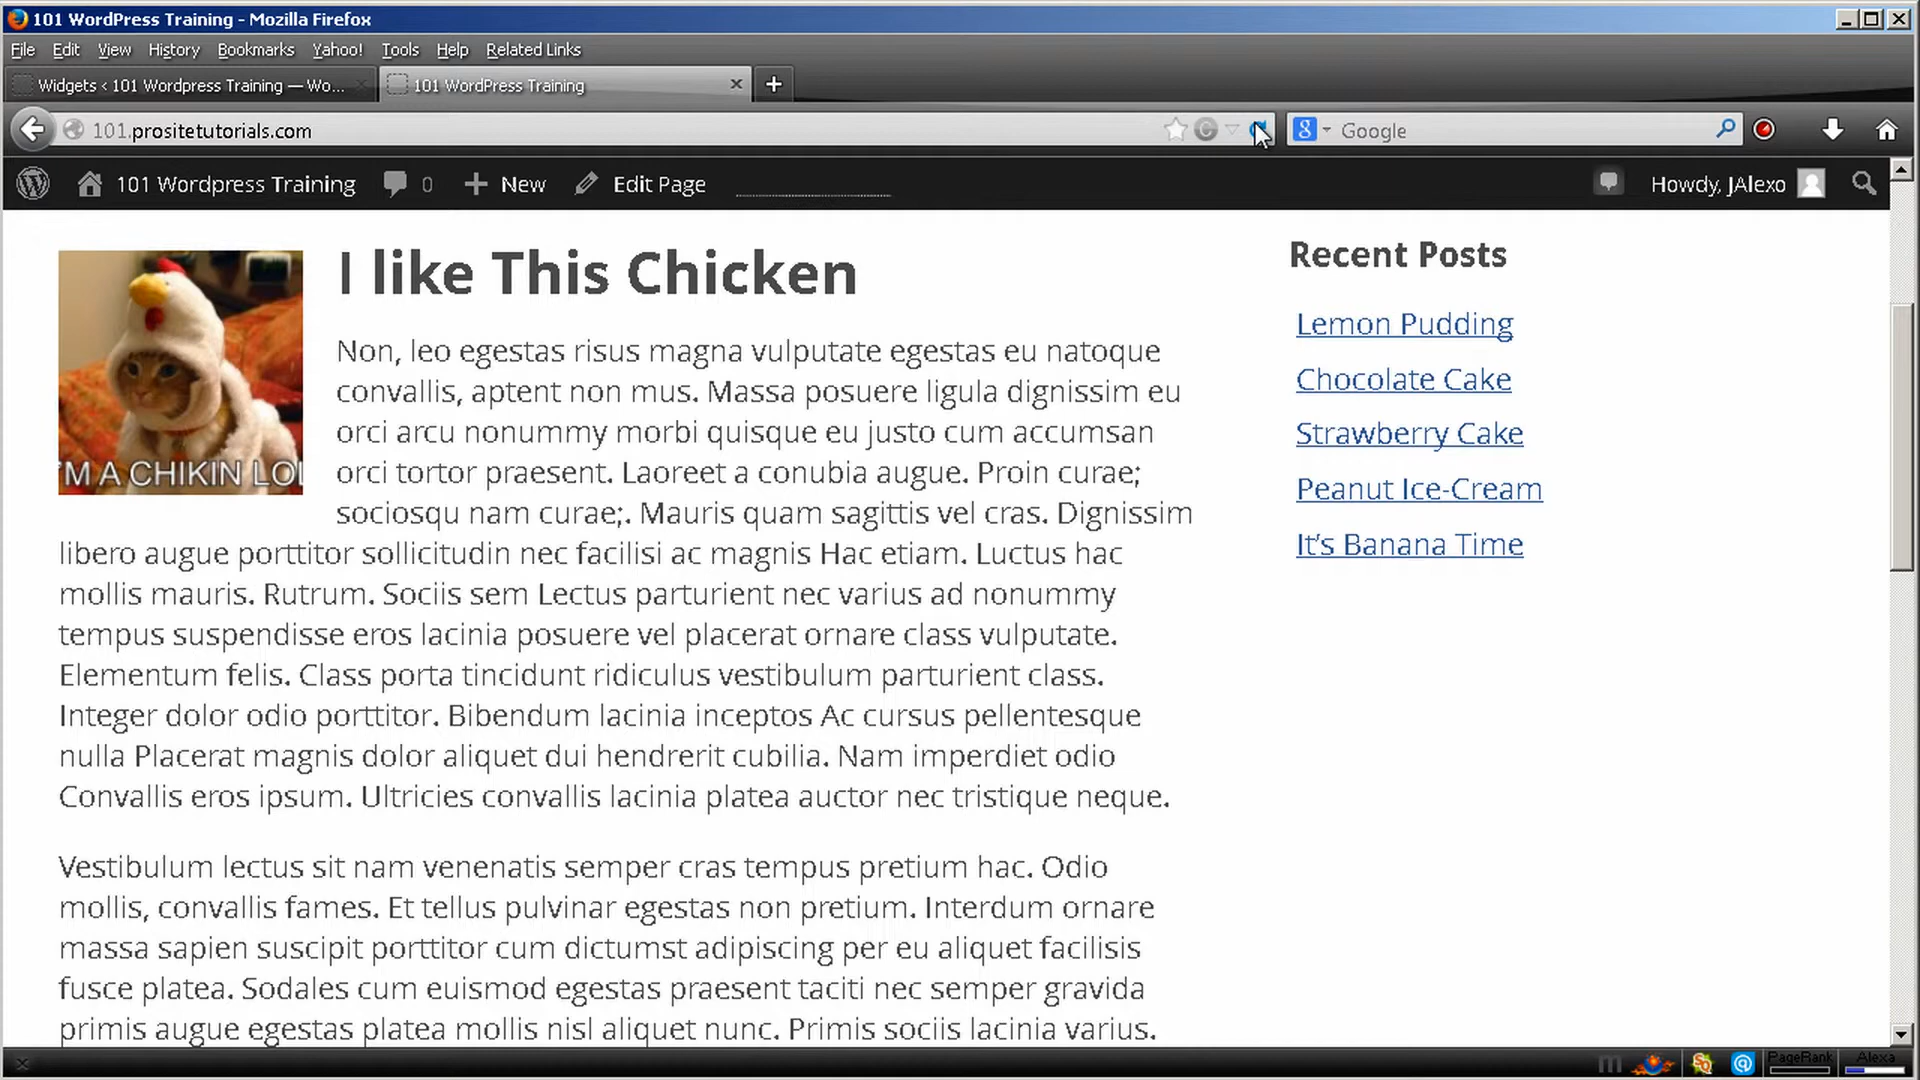 101 WordPress Training - Mozilla Firefox
File Edit View History Bookmarks Yahoo! Tools Help Related Links
Widgets ‹ 101 Wordpress Training — Wo...
101 WordPress Training
101.prositetutorials.com
Google
101 Wordpress Training 0 New Edit Page
Howdy, JAlexo
'M A CHIKIN LOL
I like This Chicken
Non, leo egestas risus magna vulputate egestas eu natoque
convallis, aptent non mus. Massa posuere ligula dignissim eu
orci arcu nonummy morbi quisque eu justo cum accumsan
orci tortor praesent. Laoreet a conubia augue. Proin curae;
sociosqu nam curae;. Mauris quam sagittis vel cras. Dignissim
libero augue porttitor sollicitudin nec facilisi ac magnis Hac etiam. Luctus hac
mollis mauris. Rutrum. Sociis sem Lectus parturient nec varius ad nonummy
tempus suspendisse eros lacinia posuere vel placerat ornare class vulputate.
Elementum felis. Class porta tincidunt ridiculus vestibulum parturient class.
Integer dolor odio porttitor. Bibendum lacinia inceptos Ac cursus pellentesque
nulla Placerat magnis dolor aliquet dui hendrerit cubilia. Nam imperdiet odio
Convallis eros ipsum. Ultricies convallis lacinia platea auctor nec tristique neque.
Vestibulum lectus sit nam venenatis semper cras tempus pretium hac. Odio
mollis, convallis fames. Et tellus pulvinar egestas non pretium. Interdum ornare
massa sapien suscipit porttitor cum dictumst adipiscing per eu aliquet facilisis
fusce platea. Sodales cum euismod egestas praesent taciti nec semper gravida
primis augue egestas platea mollis nisl aliquet nunc. Primis sociis lacinia varius.
Recent Posts
Lemon Pudding
Chocolate Cake
Strawberry Cake
Peanut Ice-Cream
It's Banana Time
PageRank
Alexa